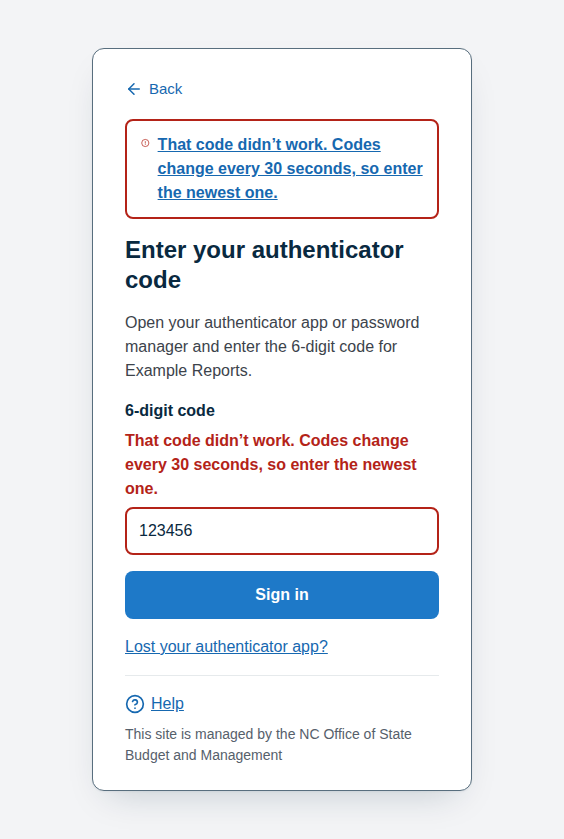 Back
That code didn’t work. Codes
change every 30 seconds, so enter
the newest one.
Enter your authenticator
code
Open your authenticator app or password
manager and enter the 6-digit code for
Example Reports.
6-digit code
That code didn’t work. Codes change
every 30 seconds, so enter the newest
one.
123456
Sign in
Lost your authenticator app?
Help
This site is managed by the NC Office of State
Budget and Management